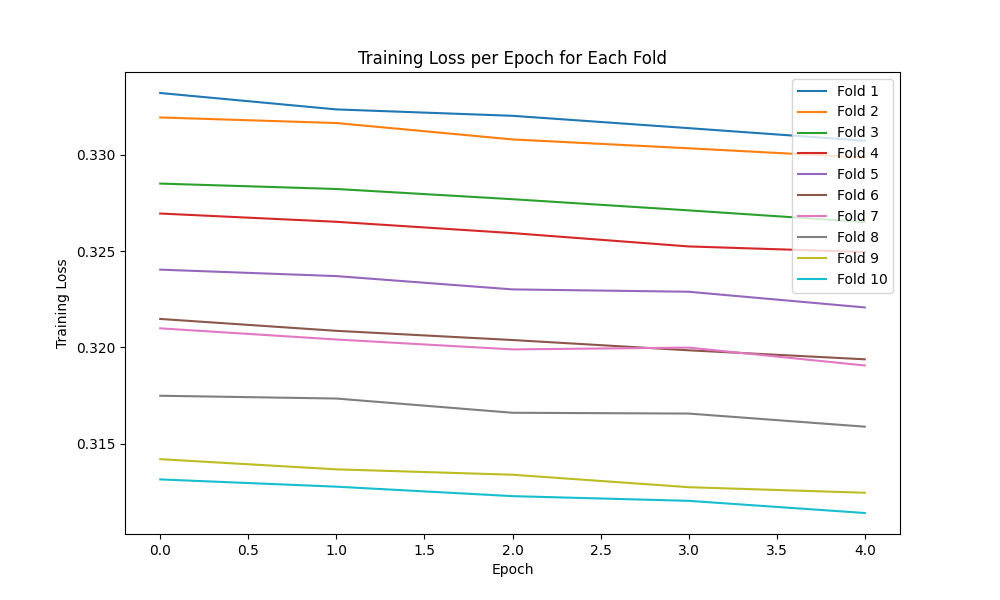 Training Loss per Epoch for Each Fold
Training Loss
0.330
0.325
0.320
0.315
Fold 1
Fold 2
Fold 3
Fold 4
Fold 5
Fold 6
Fold 7
Fold 8
Fold 9
Fold 10
0.0 0.5 1.0 1.5 2.0 2.5 3.0 3.5 4.0
Epoch